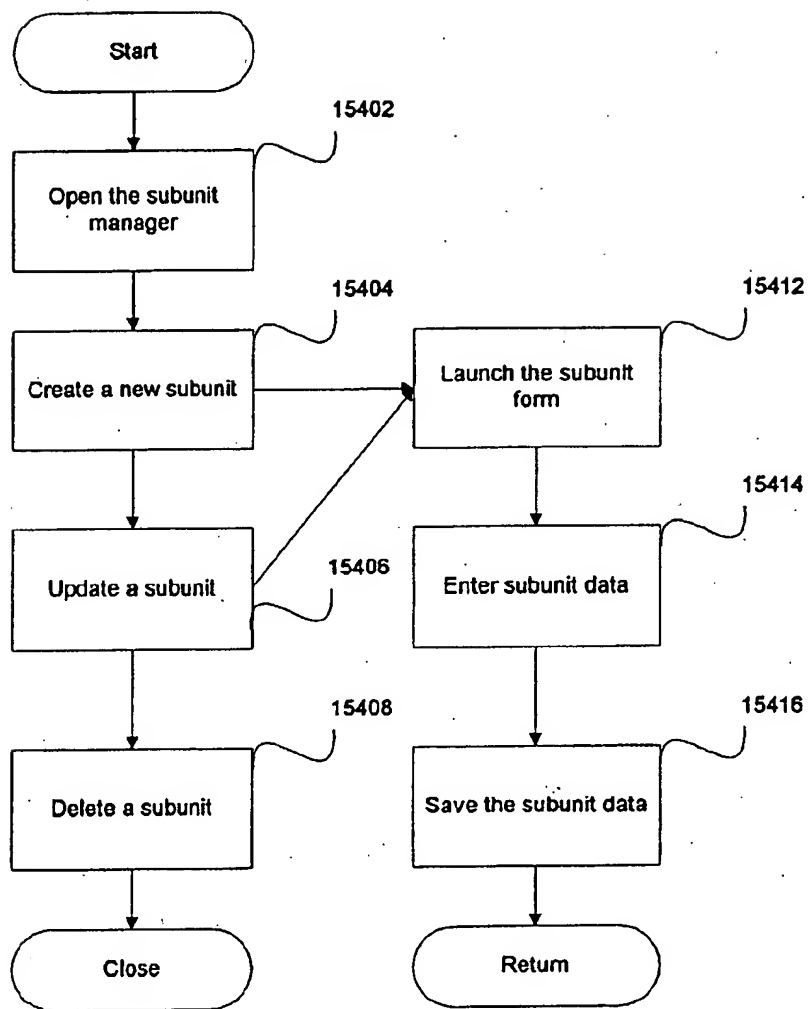 Start
15402
Open the subunit
manager
15404
Create a new subunit
15412
Launch the subunit
form
15414
Update a subunit
15406
Enter subunit data
15408
Delete a subunit
15416
Save the subunit data
Close
Return